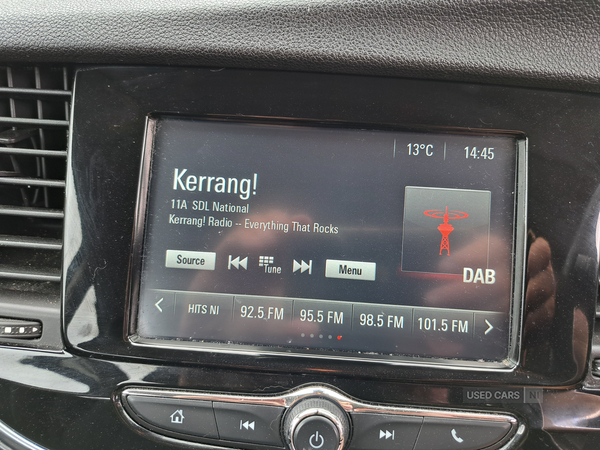 13°C 14:45
Kerrang!
11A SDL National
Kerrang! Radio -- Everything That Rocks
Source Tune Menu
DAB
HITS NI 92.5 FM 95.5 FM 98.5 FM 101.5 FM
USED CARS NI